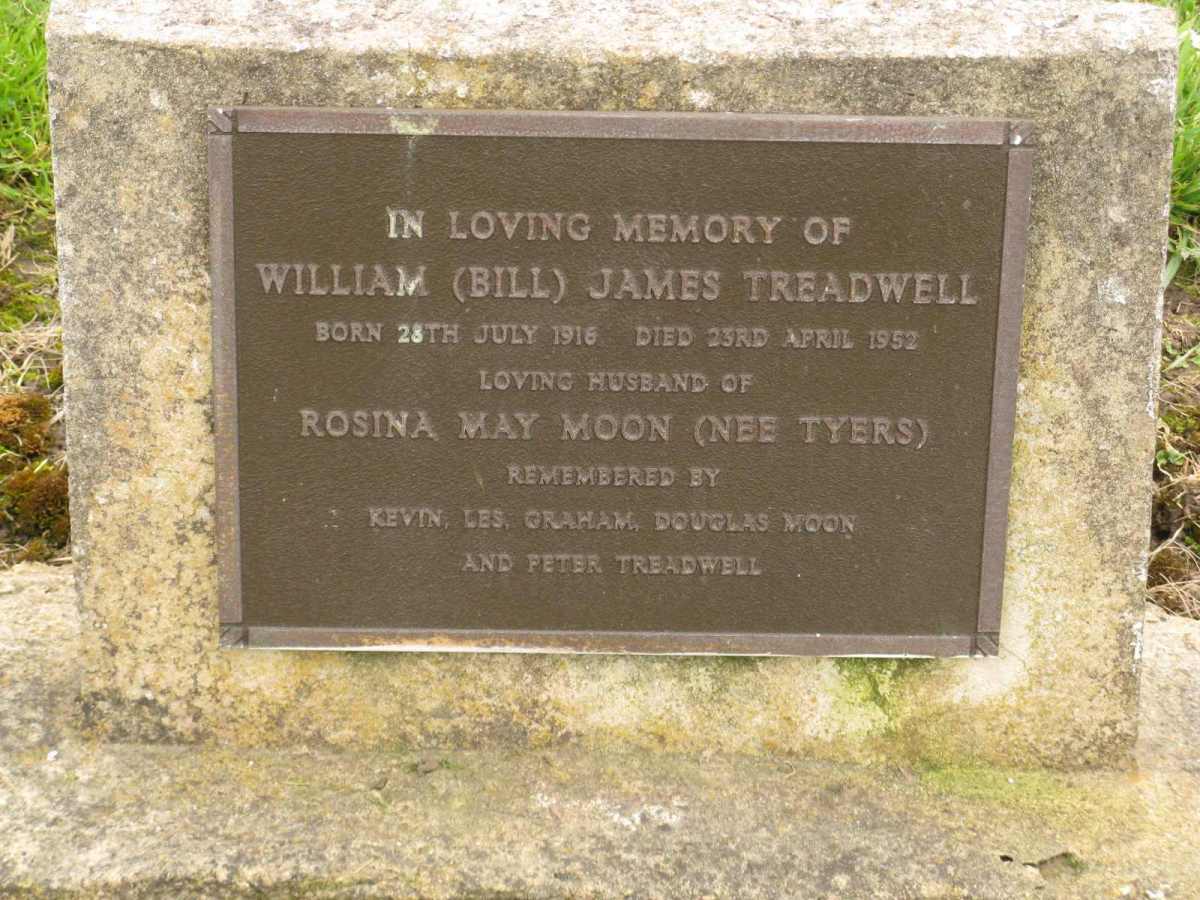 IN LOVING MEMORY OF
WILLIAM (BILL) JAMES TREADWELL
BORN 28TH JULY 1916 DIED 23RD APRIL 1952
LOVING HUSBAND OF
ROSINA MAY MOON (NEE TYERS)
REMEMBERED BY
KEVIN, LES, GRAHAM, DOUGLAS MOON
AND PETER TREADWELL